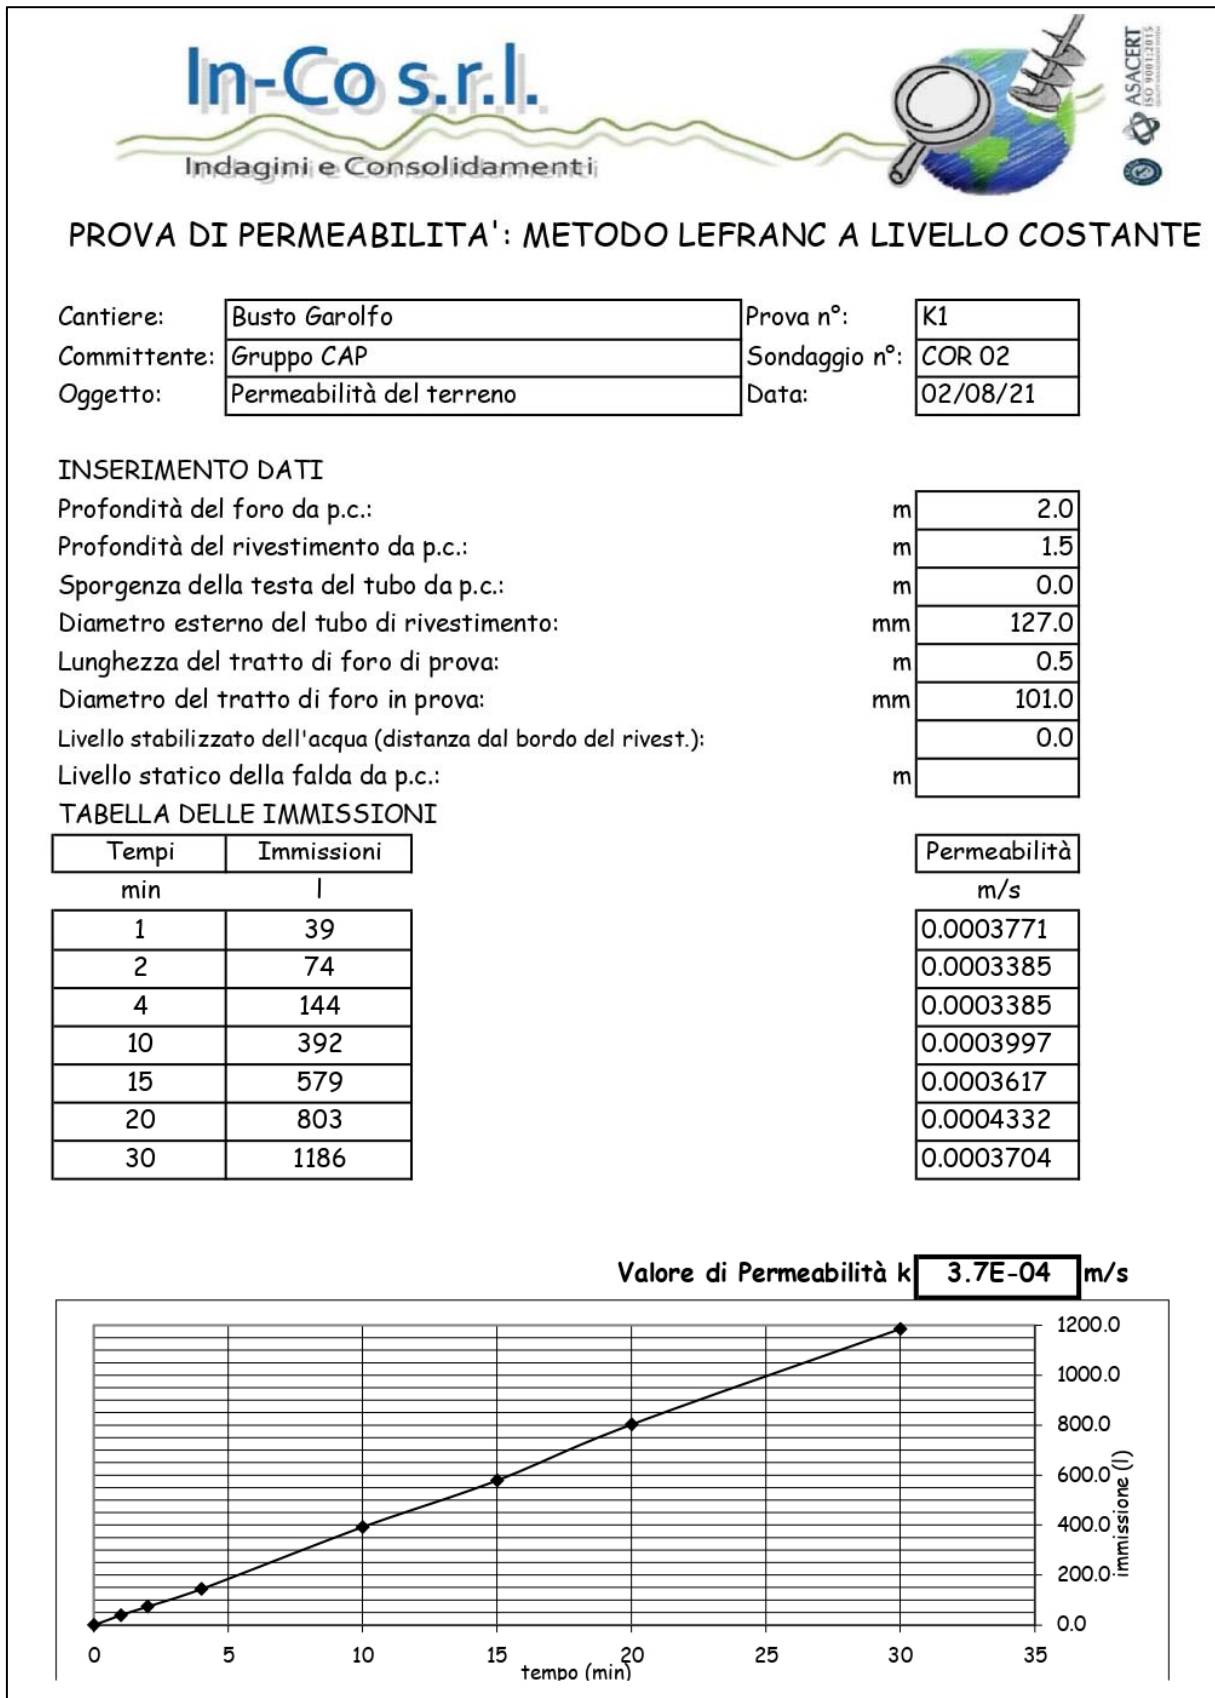 In-Co s.r.l.
Indagini e Consolidamenti
ASACERT
ISO 9001:2015
PROVA DI PERMEABILITA': METODO LEFRANC A LIVELLO COSTANTE
Cantiere: Busto Garolfo Prova n°: K1
Committente: Gruppo CAP Sondaggio n°: COR 02
Oggetto: Permeabilità del terreno Data: 02/08/21
INSERIMENTO DATI
Profondità del foro da p.c.: m 2.0
Profondità del rivestimento da p.c.: m 1.5
Sporgenza della testa del tubo da p.c.: m 0.0
Diametro esterno del tubo di rivestimento: mm 127.0
Lunghezza del tratto di foro di prova: m 0.5
Diametro del tratto di foro in prova: mm 101.0
Livello stabilizzato dell'acqua (distanza dal bordo del rivest.): 0.0
Livello statico della falda da p.c.: m
TABELLA DELLE IMMISSIONI
Tempi Immissioni Permeabilità
min l m/s
1 39 0.0003771
2 74 0.0003385
4 144 0.0003385
10 392 0.0003997
15 579 0.0003617
20 803 0.0004332
30 1186 0.0003704
Valore di Permeabilità k 3.7E-04 m/s
1200.0
1000.0
800.0
600.0
400.0
200.0
0.0
immissione (l)
0 5 10 15 20 25 30 35
tempo (min)